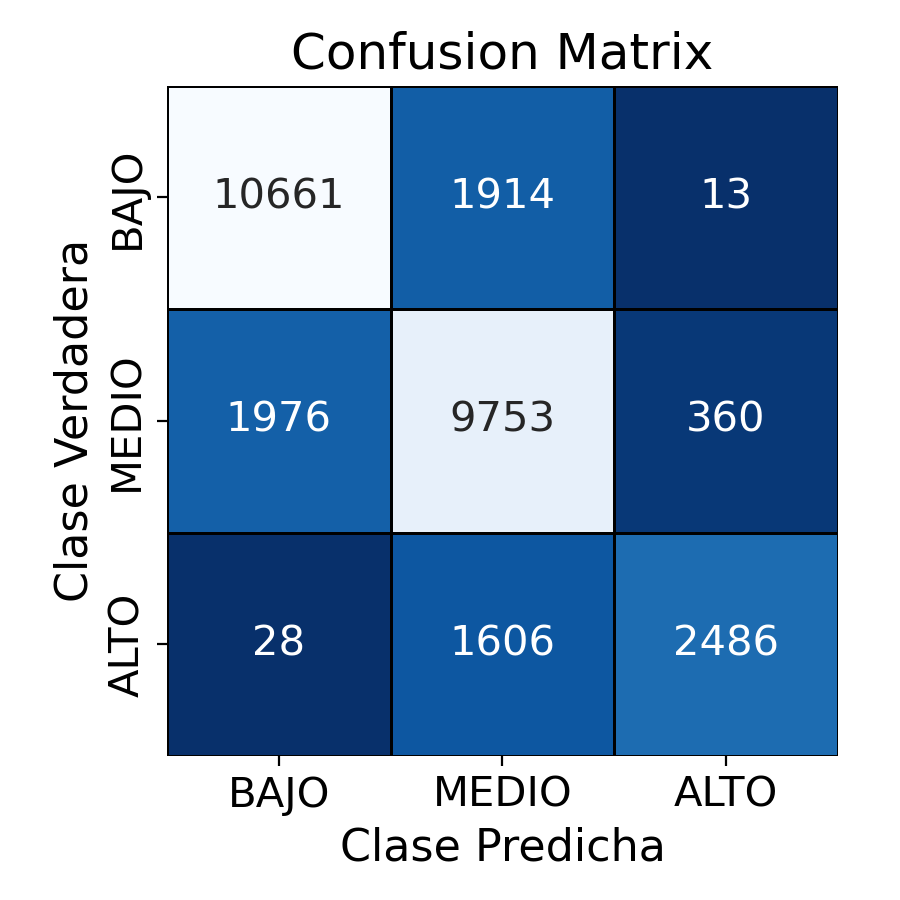 Confusion Matrix
Clase Verdadera
BAJO
10661 1914 13
MEDIO
1976 9753 360
ALTO
28 1606 2486
BAJO MEDIO ALTO
Clase Predicha